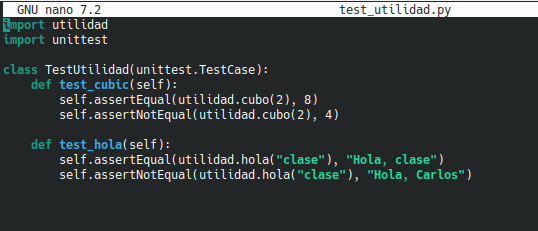 GNU nano 7.2 test_utilidad.py
import utilidad
import unittest
class TestUtilidad(unittest.TestCase):
def test_cubic(self):
self.assertEqual(utilidad.cubo(2), 8)
self.assertNotEqual(utilidad.cubo(2), 4)
def test_hola(self):
self.assertEqual(utilidad.hola("clase"), "Hola, clase")
self.assertNotEqual(utilidad.hola("clase"), "Hola, Carlos")